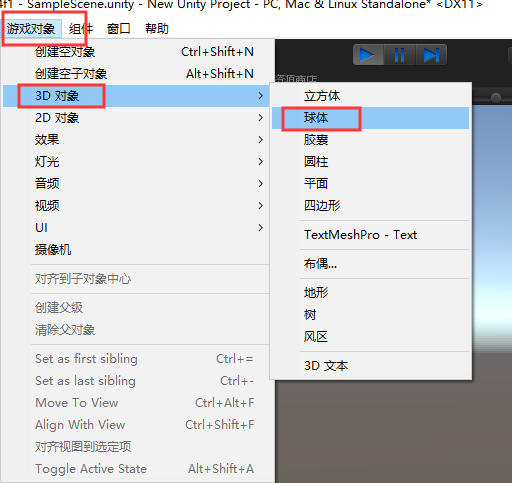 4f1 - SampleScene.unity - New Unity Project - PC, Mac & Linux Standalone* <DX11>
游戏对象 组件 窗口 帮助
创建空对象 Ctrl+Shift+N
创建空子对象 Alt+Shift+N
3D 对象 >
2D 对象 >
效果 >
灯光 >
音频 >
视频 >
UI >
摄像机
对齐到子对象中心
创建父级
清除父对象
Set as first sibling Ctrl+=
Set as last sibling Ctrl+-
Move To View Ctrl+Alt+F
Align With View Ctrl+Shift+F
对齐视图到选定项
Toggle Active State Alt+Shift+A
商店
立方体
球体
胶囊
圆柱
平面
四边形
TextMeshPro - Text
布偶...
地形
树
风区
3D 文本